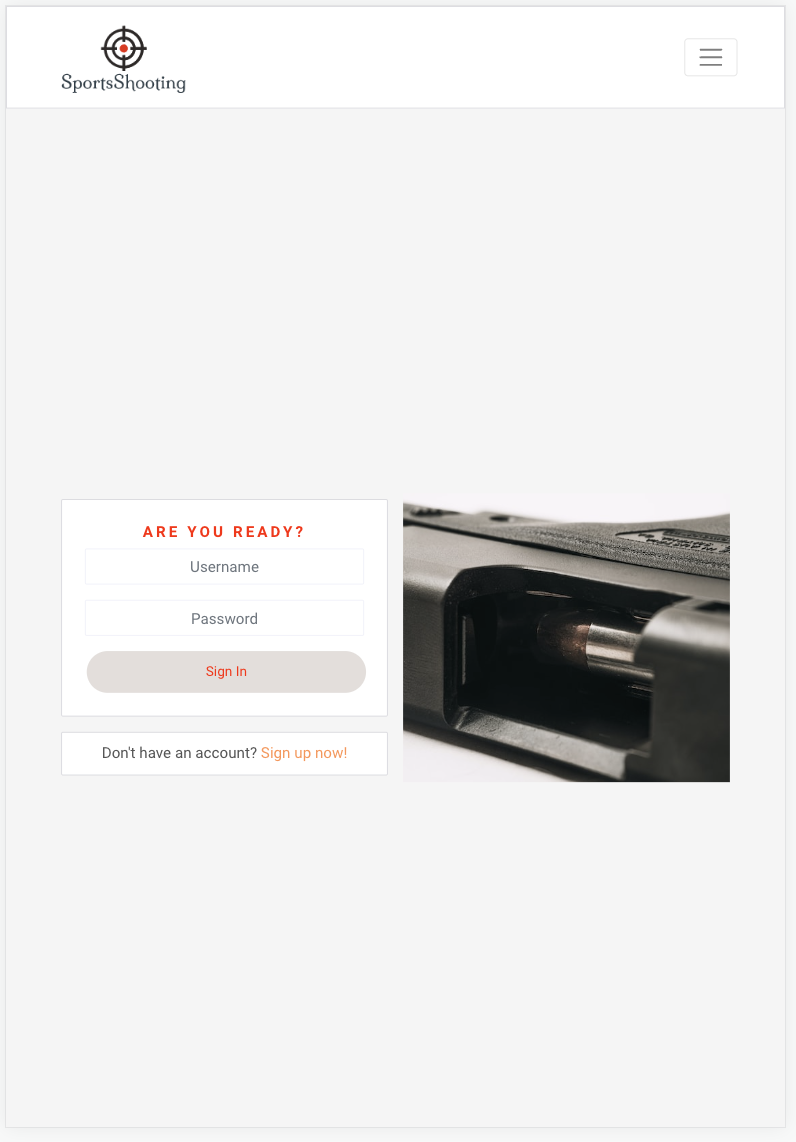 SportsShooting
ARE YOU READY?
Username
Password
Sign In
Don't have an account? Sign up now!